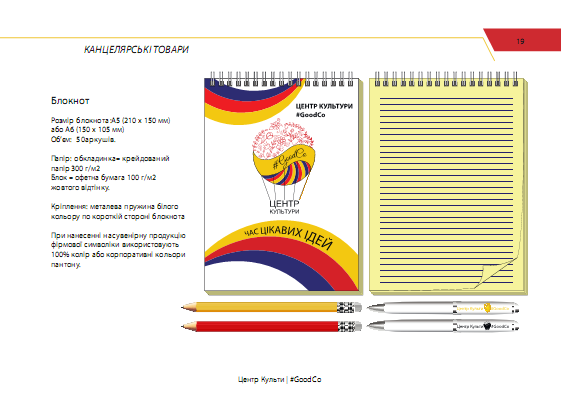 19
КАНЦЕЛЯРСЬКІ ТОВАРИ
Блокнот
Розмір блокнота:А5 (210 х 150 мм)
або А6 (150 х 105 мм)
Об'єм: 50аркушів.
Папір: обкладинка= крейдований
папір 300 г/м2
Блок = офетна бумага 100 г/м2
жовтого відтінку.
Кріплення: металева пружина білого
кольору по короткій стороні блокнота
При нанесенні на сувенірну продукцію
фірмової символіки використовують
100% колір або корпоративні кольори
пантону.
ЦЕНТР КУЛЬТУРИ
#GoodCo
#GoodCo
ЦЕНТР
КУЛЬТУРИ
ЧАС ЦІКАВИХ ІДЕЙ
Центр Культури #GoodCo
Центр Культури #GoodCo
Центр Культи | #GoodCo